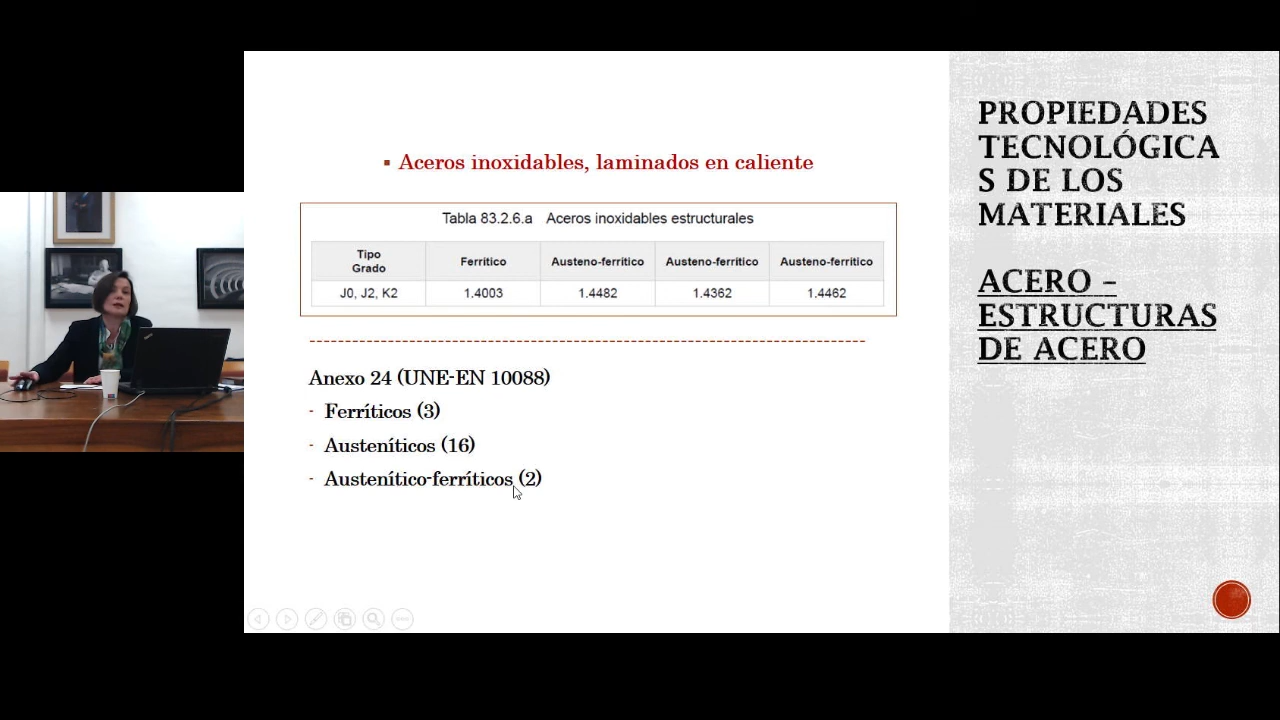 Aceros inoxidables, laminados en caliente
Tabla 83.2.6.a Aceros inoxidables estructurales
Tipo Grado Ferrítico Austeno-ferrítico Austeno-ferrítico Austeno-ferrítico
J0, J2, K2 1.4003 1.4482 1.4362 1.4462
Anexo 24 (UNE-EN 10088)
- Ferríticos (3)
- Austeníticos (16)
- Austenítico-ferríticos (2)
PROPIEDADES
TECNOLÓGICA
S DE LOS
MATERIALES
ACERO –
ESTRUCTURAS
DE ACERO